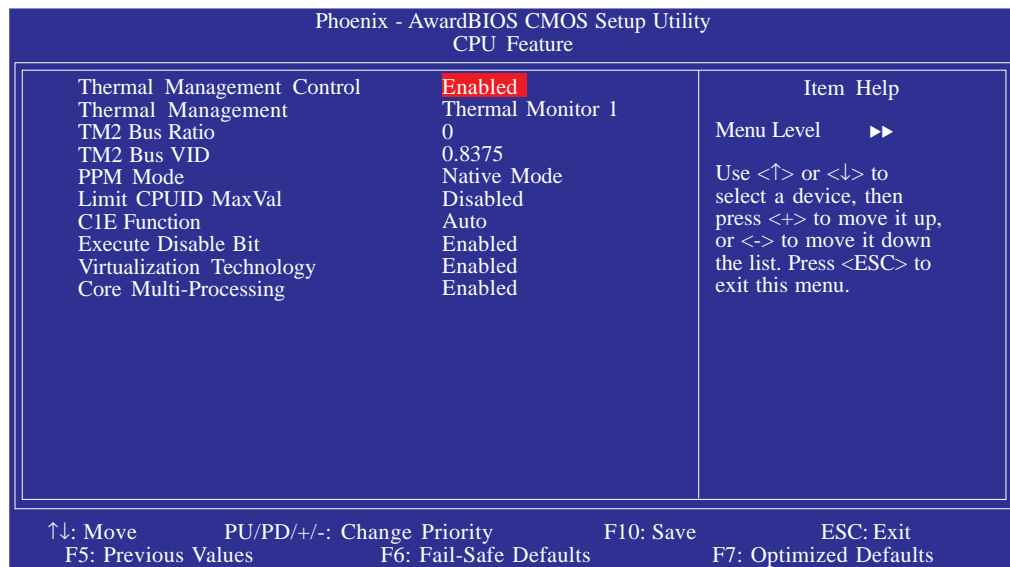 Phoenix - AwardBIOS CMOS Setup Utility
CPU Feature
Thermal Management Control Enabled
Thermal Management Thermal Monitor 1
TM2 Bus Ratio 0
TM2 Bus VID 0.8375
PPM Mode Native Mode
Limit CPUID MaxVal Disabled
C1E Function Auto
Execute Disable Bit Enabled
Virtualization Technology Enabled
Core Multi-Processing Enabled
Item Help
Menu Level ▶▶
Use <↑> or <↓> to
select a device, then
press <+> to move it up,
or <-> to move it down
the list. Press <ESC> to
exit this menu.
↑↓: Move PU/PD/+/-: Change Priority F10: Save ESC: Exit
F5: Previous Values F6: Fail-Safe Defaults F7: Optimized Defaults